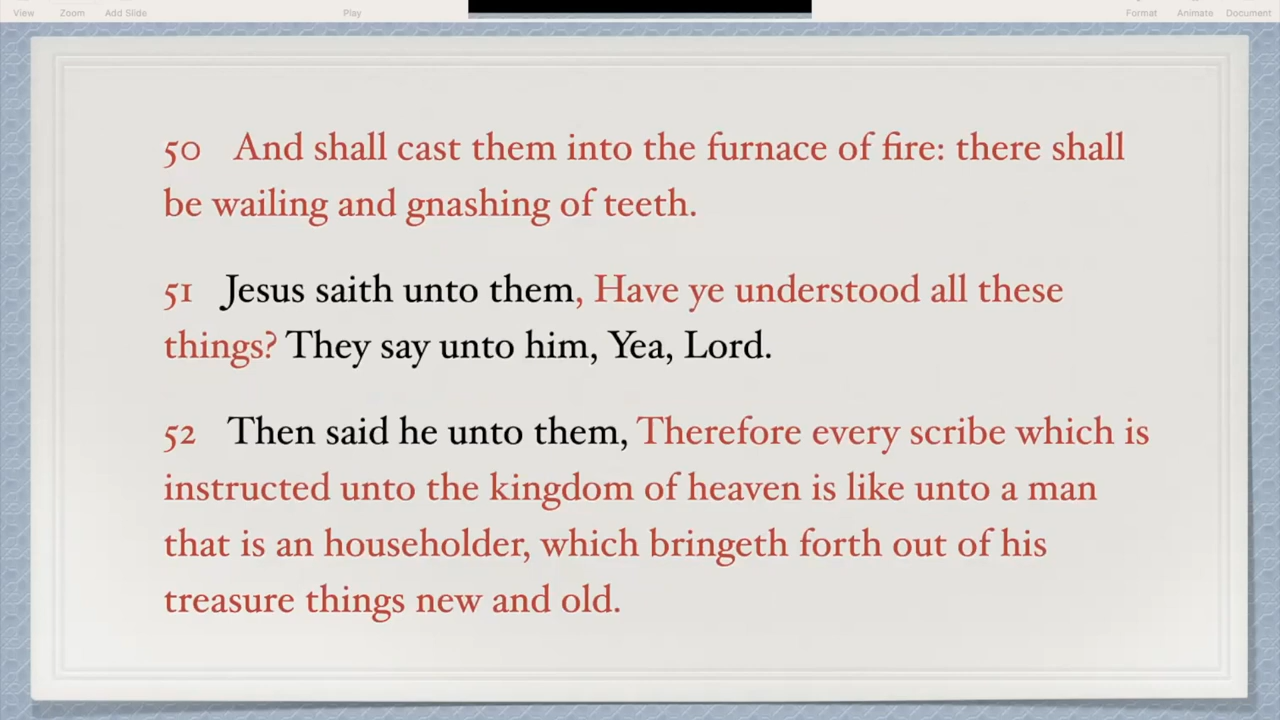 View Zoom Add Slide Play Format Animate Document
50 And shall cast them into the furnace of fire: there shall
be wailing and gnashing of teeth.
51 Jesus saith unto them, Have ye understood all these
things? They say unto him, Yea, Lord.
52 Then said he unto them, Therefore every scribe which is
instructed unto the kingdom of heaven is like unto a man
that is an householder, which bringeth forth out of his
treasure things new and old.